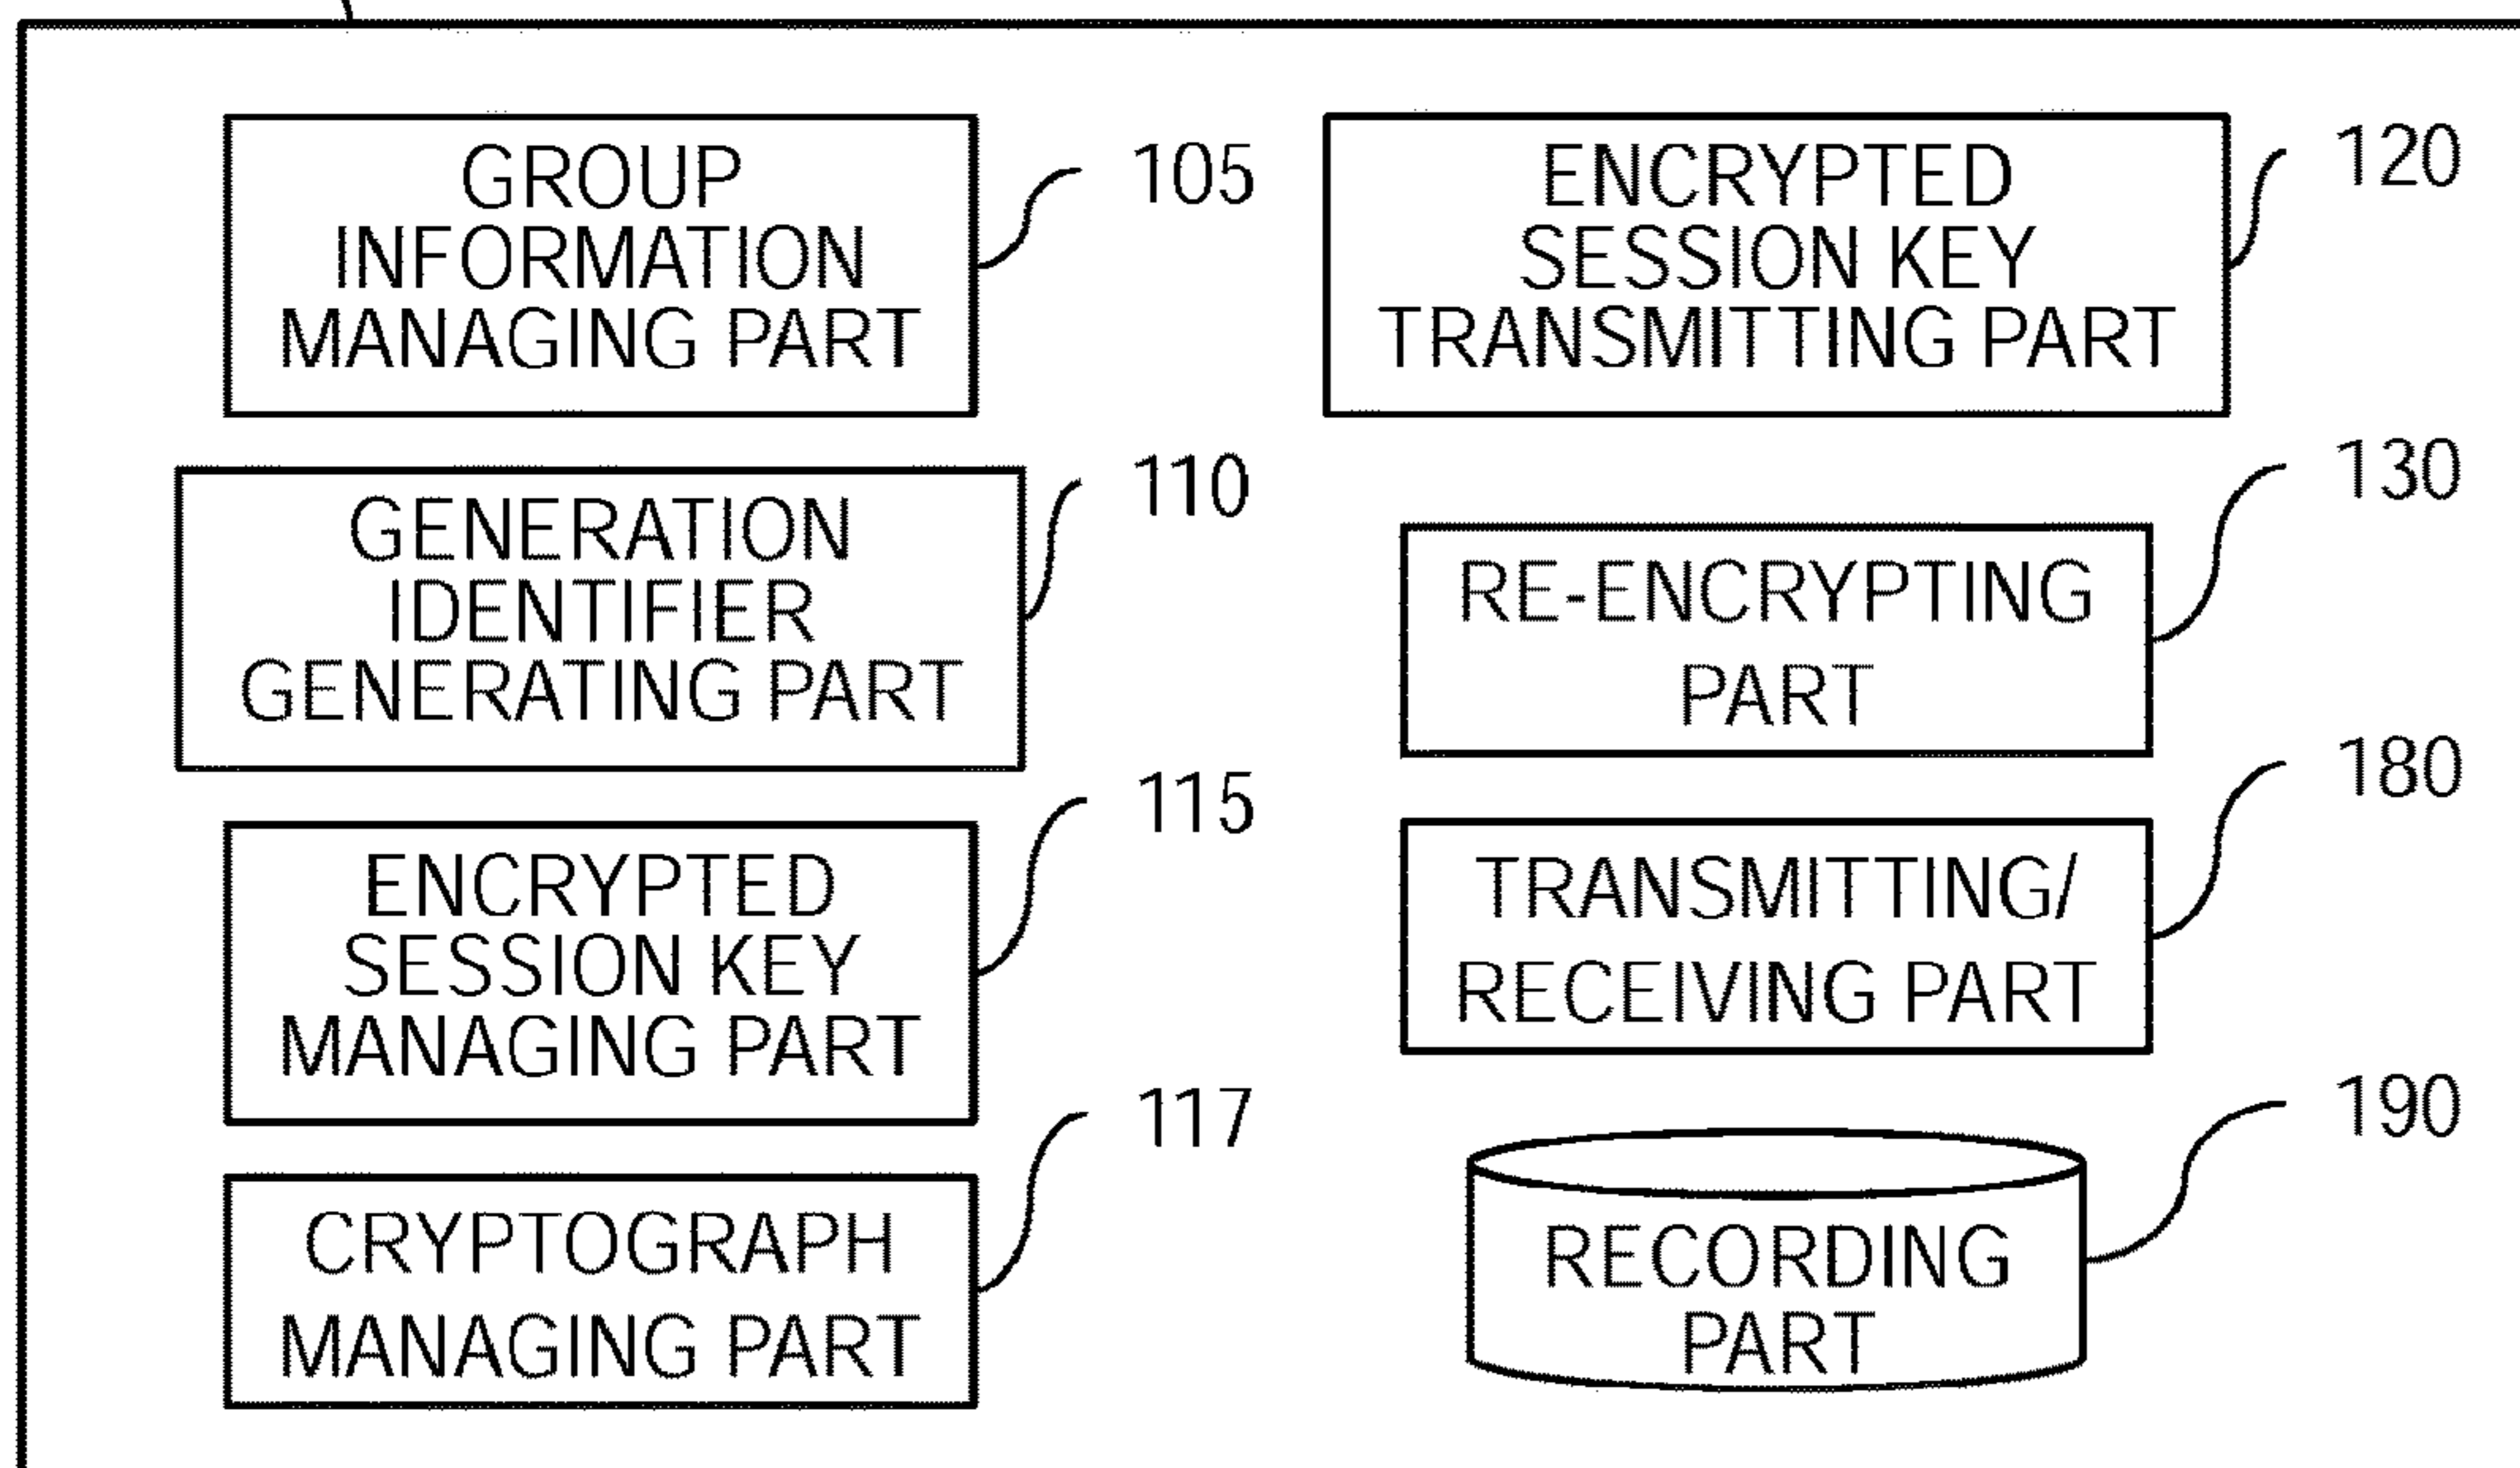 GROUP
INFORMATION
MANAGING PART
105
GENERATION
IDENTIFIER
GENERATING PART
110
ENCRYPTED
SESSION KEY
MANAGING PART
115
CRYPTOGRAPH
MANAGING PART
117
ENCRYPTED
SESSION KEY
TRANSMITTING PART
120
RE-ENCRYPTING
PART
130
TRANSMITTING/
RECEIVING PART
180
RECORDING
PART
190